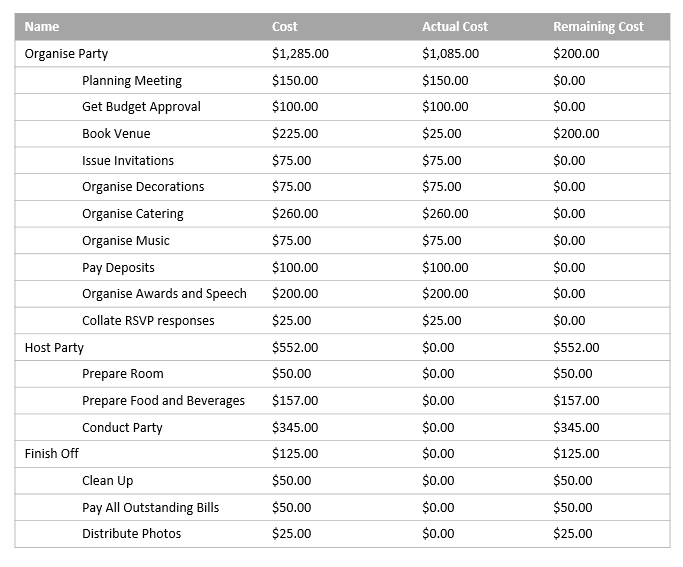 Name Cost Actual Cost Remaining Cost
Organise Party $1,285.00 $1,085.00 $200.00
Planning Meeting $150.00 $150.00 $0.00
Get Budget Approval $100.00 $100.00 $0.00
Book Venue $225.00 $25.00 $200.00
Issue Invitations $75.00 $75.00 $0.00
Organise Decorations $75.00 $75.00 $0.00
Organise Catering $260.00 $260.00 $0.00
Organise Music $75.00 $75.00 $0.00
Pay Deposits $100.00 $100.00 $0.00
Organise Awards and Speech $200.00 $200.00 $0.00
Collate RSVP responses $25.00 $25.00 $0.00
Host Party $552.00 $0.00 $552.00
Prepare Room $50.00 $0.00 $50.00
Prepare Food and Beverages $157.00 $0.00 $157.00
Conduct Party $345.00 $0.00 $345.00
Finish Off $125.00 $0.00 $125.00
Clean Up $50.00 $0.00 $50.00
Pay All Outstanding Bills $50.00 $0.00 $50.00
Distribute Photos $25.00 $0.00 $25.00